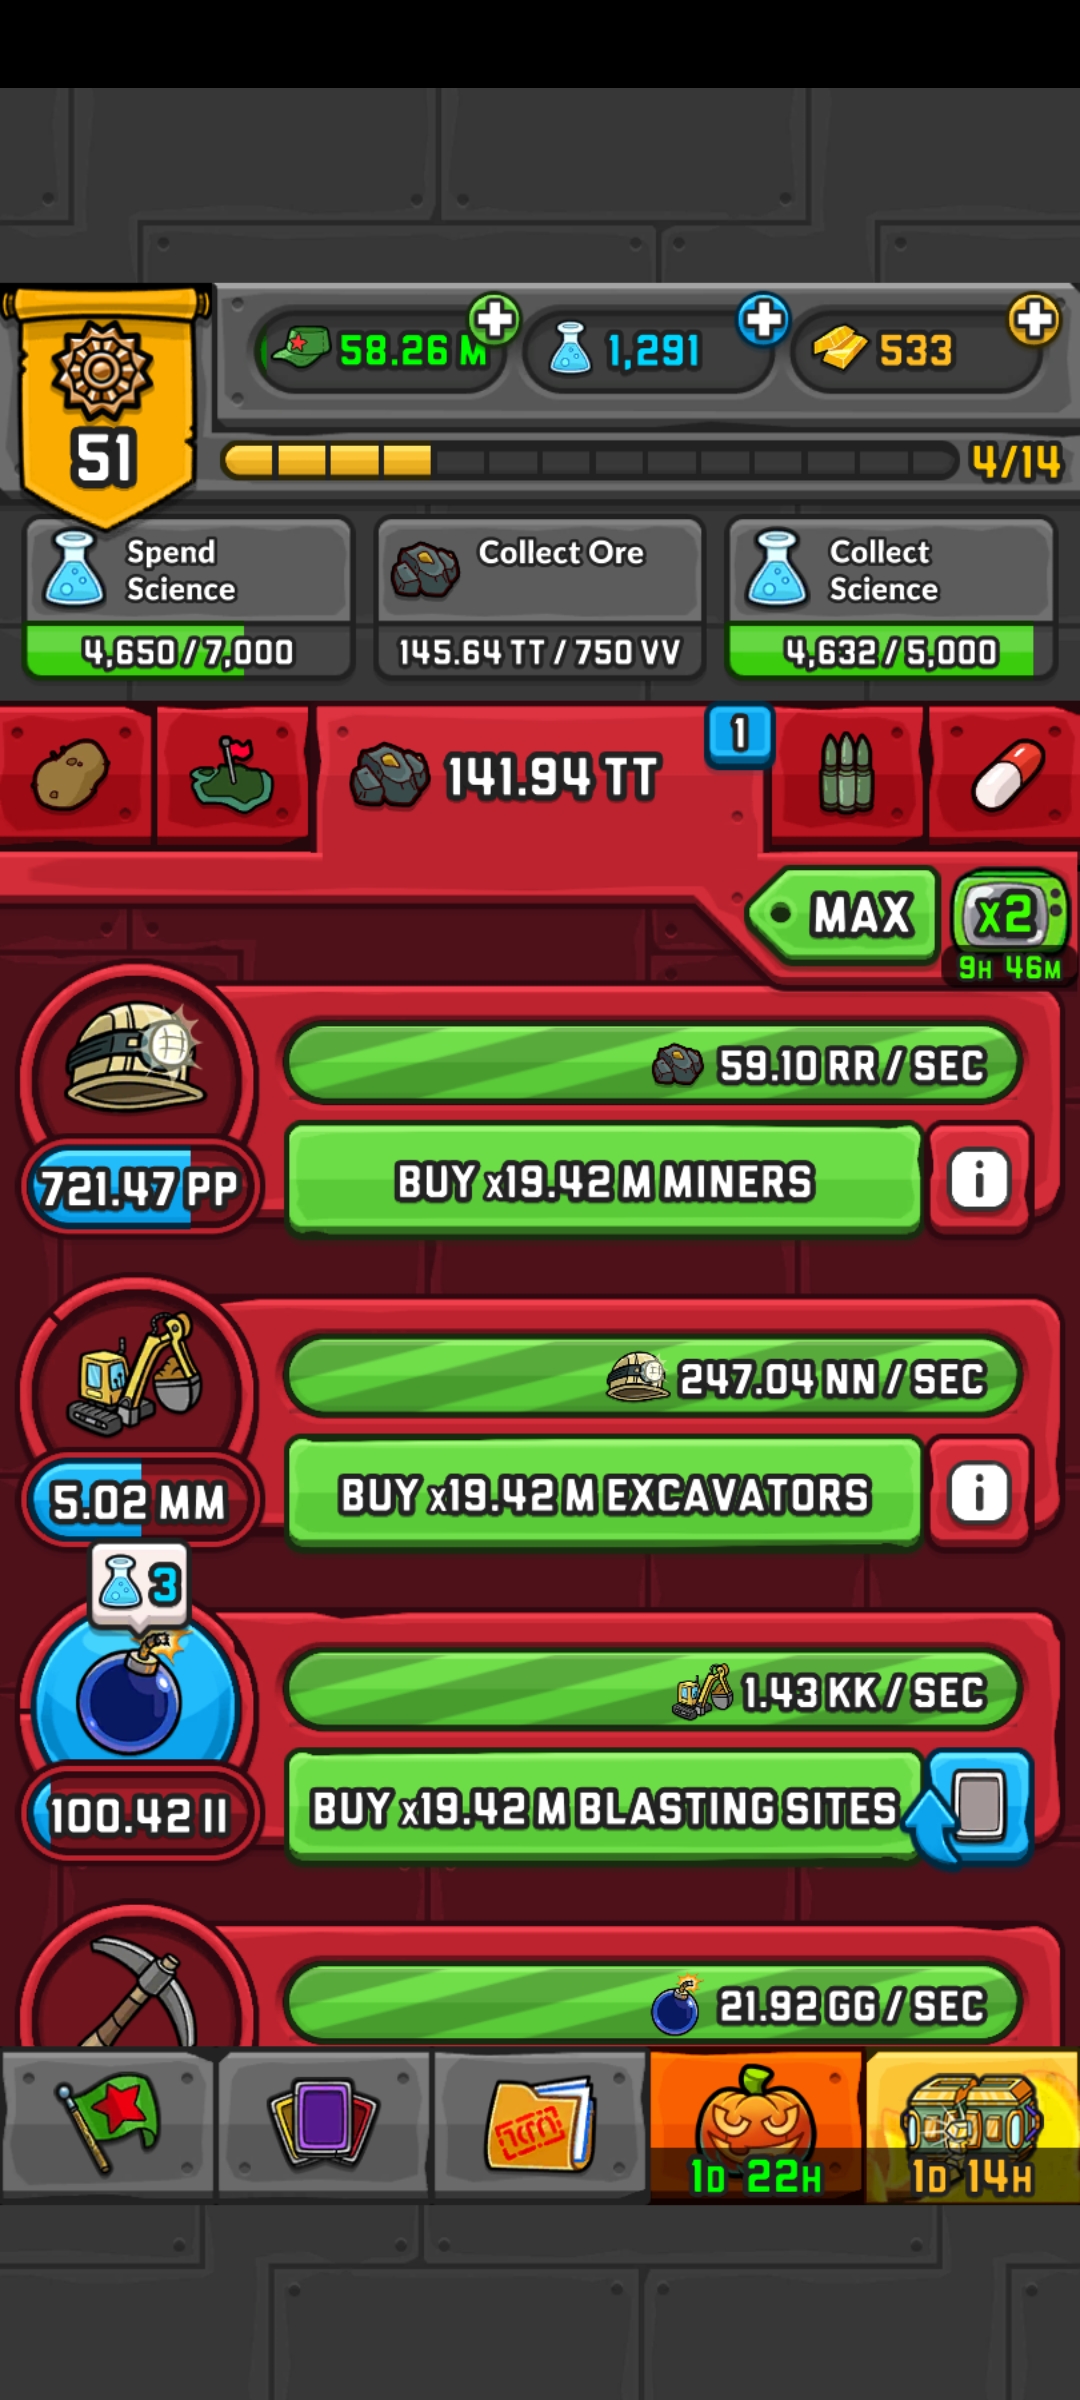 58.26 M
1,291
533
51
4/14
Spend
Science
4,650 / 7,000
Collect Ore
145.64 TT / 750 VV
Collect
Science
4,632 / 5,000
141.94 TT
1
MAX
x2
9H 46M
59.10 RR / SEC
721.47 PP
BUY x19.42 M MINERS
i
247.04 NN / SEC
5.02 MM
BUY x19.42 M EXCAVATORS
i
3
1.43 KK / SEC
100.42 II
BUY x19.42 M BLASTING SITES
21.92 GG / SEC
1D 22H
1D 14H